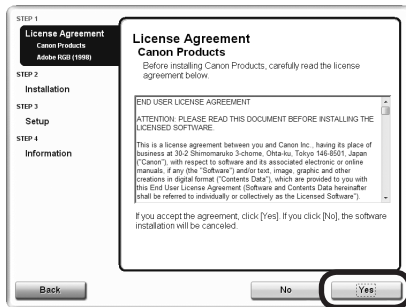 STEP 1
License Agreement
Canon Products
Adobe RGB (1998)
STEP 2
Installation
STEP 3
Setup
STEP 4
Information
License Agreement
Canon Products
Before installing Canon Products, carefully read the license
agreement below.
END USER LICENSE AGREEMENT
ATTENTION: PLEASE READ THIS DOCUMENT BEFORE INSTALLING THE
LICENSED SOFTWARE.
This is a license agreement between you and Canon Inc., having its place of
business at 30-2 Shimomaruko 3-chome, Ohta-ku, Tokyo 146-8501, Japan
("Canon"), with respect to software and its associated electronic or online
manuals, if any (the "Software") and/or text, image, graphic and other
creations in digital format ("Contents Data"), which are provided to you with
this End User License Agreement (Software and Contents Data hereinafter
shall be referred to individually or collectively as the Licensed Software").
If you accept the agreement, click [Yes]. If you click [No], the software
installation will be canceled.
Back
No
Yes